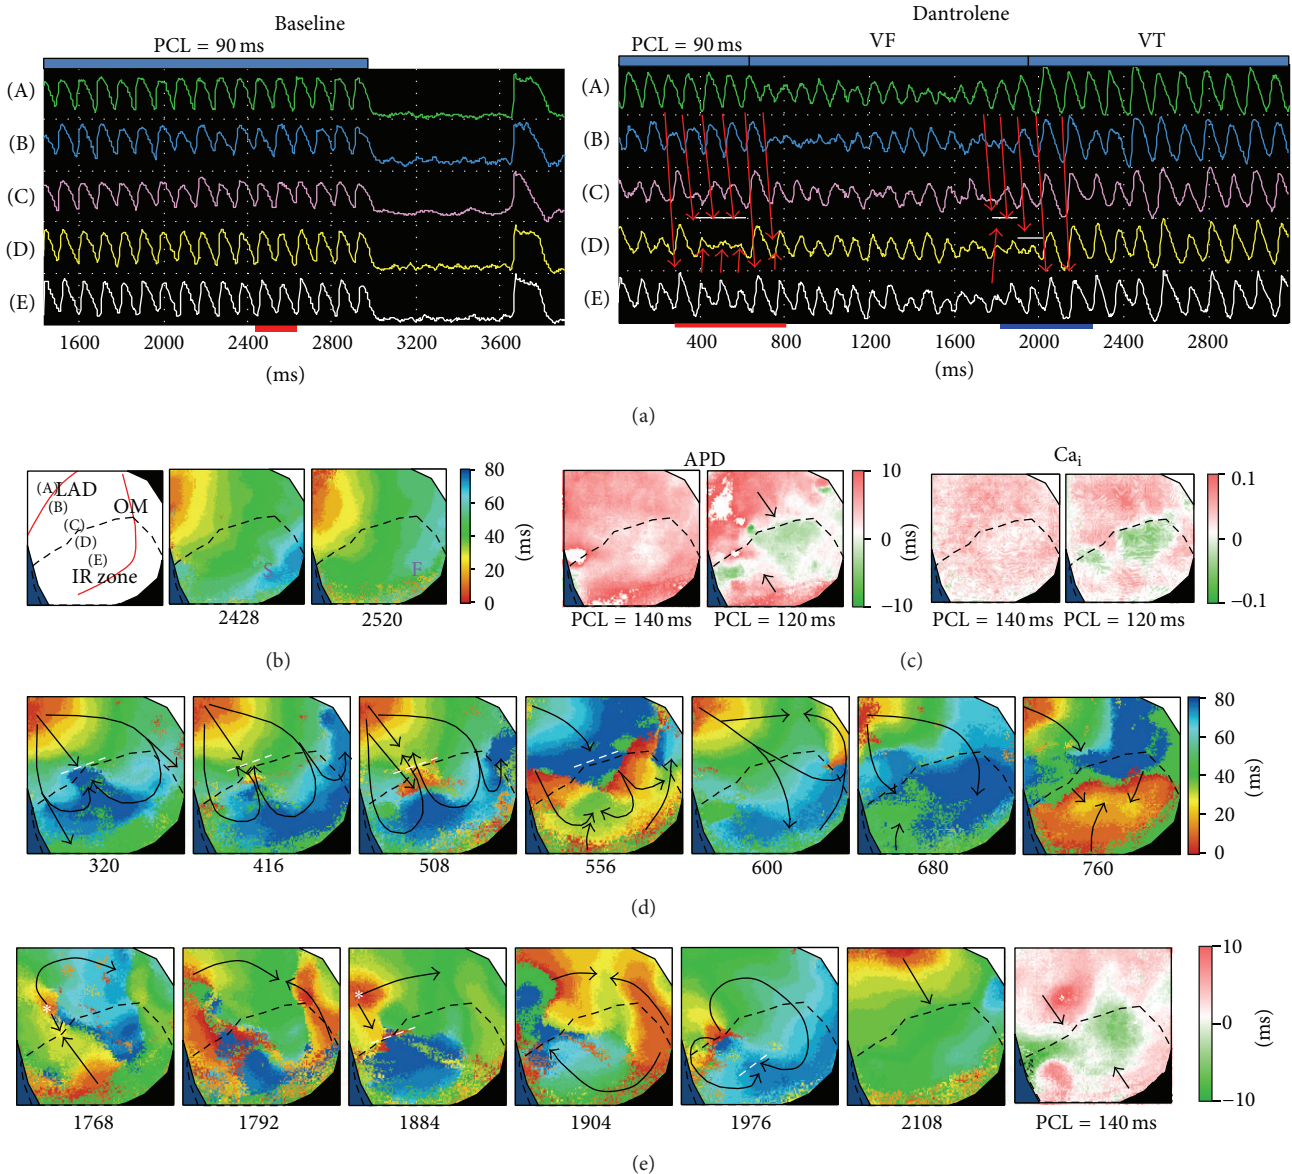 Baseline
PCL = 90 ms
(A)
(B)
(C)
(D)
(E)
1600 2000 2400 2800 3200 3600
(ms)
Dantrolene
PCL = 90 ms VF VT
(A)
(B)
(C)
(D)
(E)
400 800 1200 1600 2000 2400 2800
(ms)
(a)
(A) LAD
(B)
OM
(C)
(D)
(E)
IR zone
S
2428
F
2520
80
60
40
20
0
(ms)
(b)
APD
PCL = 140 ms PCL = 120 ms
10
0
−10
(ms)
Ca_i
PCL = 140 ms PCL = 120 ms
0.1
0
−0.1
(c)
320 416 508 556 600 680 760
80
60
40
20
0
(ms)
(d)
*
*
1768 1792 1884 1904 1976 2108 PCL = 140 ms
10
0
−10
(ms)
(e)